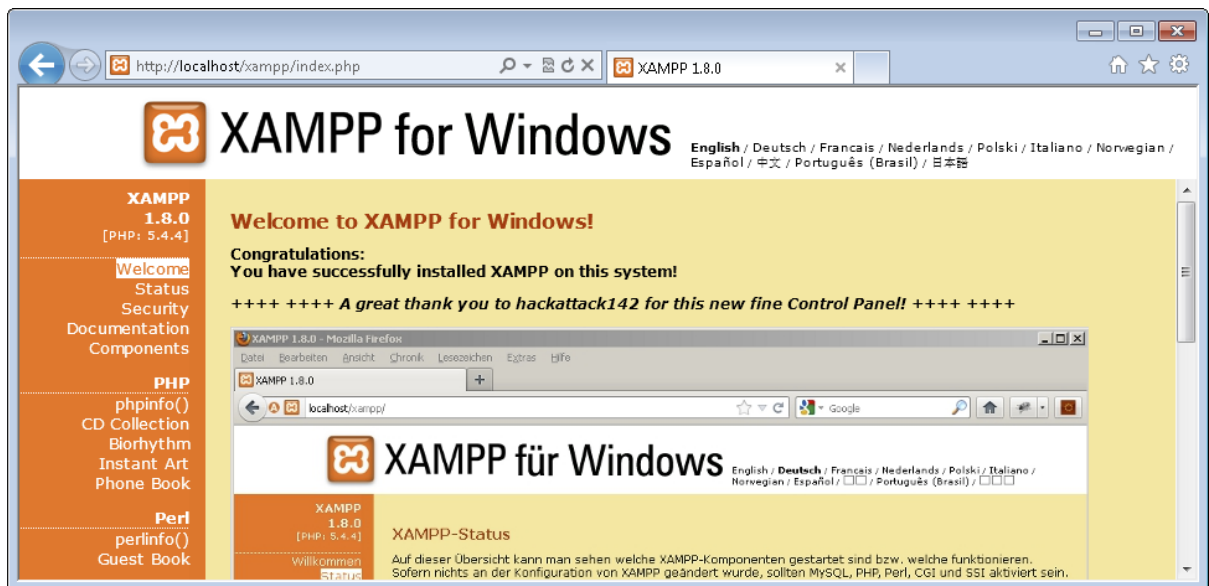 http://localhost/xampp/index.php
XAMPP 1.8.0
XAMPP for Windows
English / Deutsch / Francais / Nederlands / Polski / Italiano / Norwegian /
Español / 中文 / Português (Brasil) / 日本語
XAMPP
1.8.0
[PHP: 5.4.4]
Welcome
Status
Security
Documentation
Components
PHP
phpinfo()
CD Collection
Biorhythm
Instant Art
Phone Book
Perl
perlinfo()
Guest Book
Welcome to XAMPP for Windows!
Congratulations:
You have successfully installed XAMPP on this system!
++++ ++++ A great thank you to hackattack142 for this new fine Control Panel! ++++ ++++
XAMPP 1.8.0 - Mozilla Firefox
Datei Bearbeiten Ansicht Chronik Lesezeichen Extras Hilfe
XAMPP 1.8.0
localhost/xampp/
Google
XAMPP für Windows
English / Deutsch / Francais / Nederlands / Polski / Italiano /
Norwegian / Español / □□ / Português (Brasil) / □□□
XAMPP
1.8.0
[PHP: 5.4.4]
Willkommen
Status
XAMPP-Status
Auf dieser Übersicht kann man sehen welche XAMPP-Komponenten gestartet sind bzw. welche funktionieren.
Sofern nichts an der Konfiguration von XAMPP geändert wurde, sollten MySQL, PHP, Perl, CGI und SSI aktiviert sein.